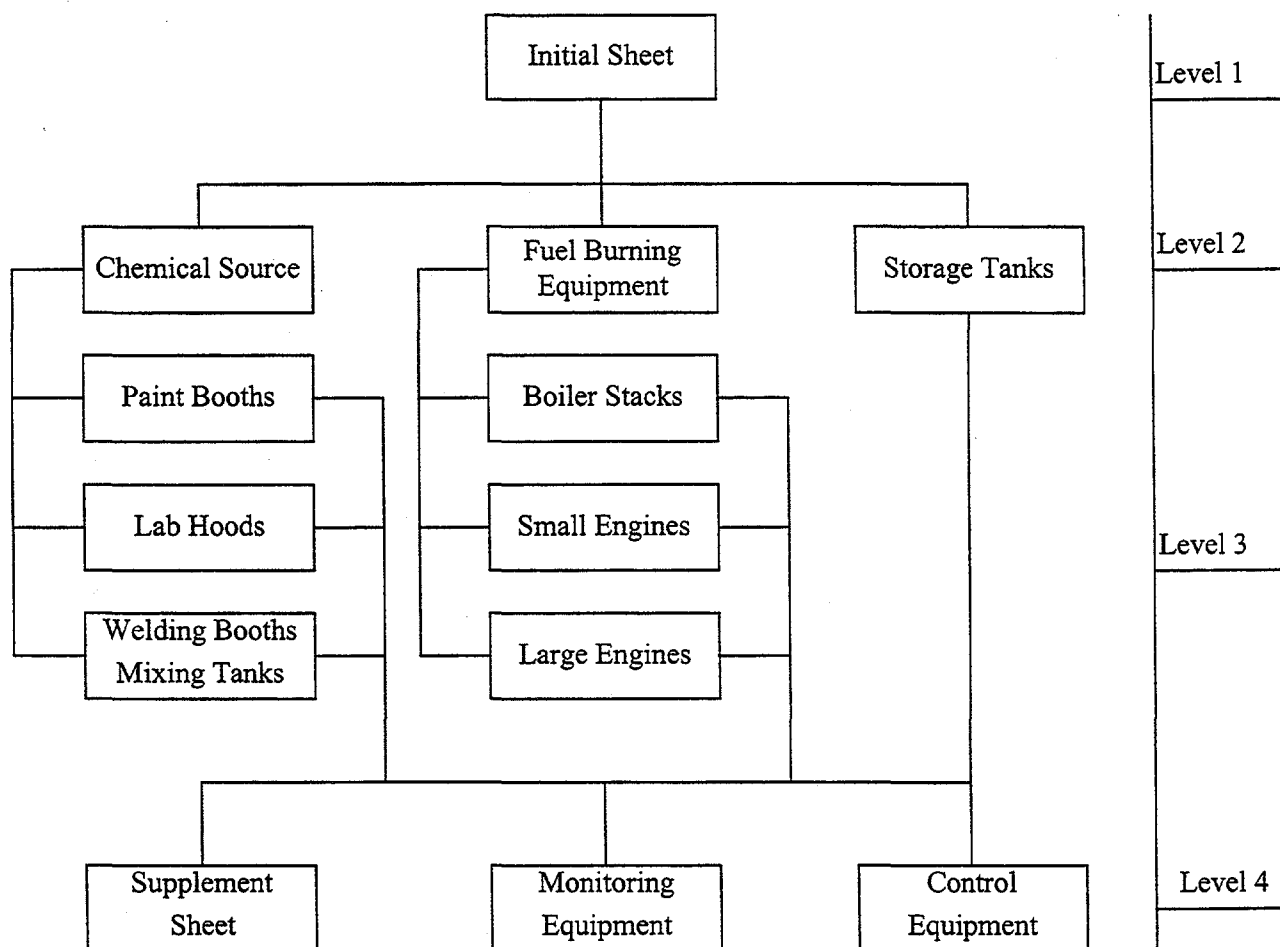 Initial Sheet
Level 1
Chemical Source
Fuel Burning
Equipment
Storage Tanks
Level 2
Paint Booths
Boiler Stacks
Lab Hoods
Small Engines
Level 3
Welding Booths
Mixing Tanks
Large Engines
Supplement
Sheet
Monitoring
Equipment
Control
Equipment
Level 4